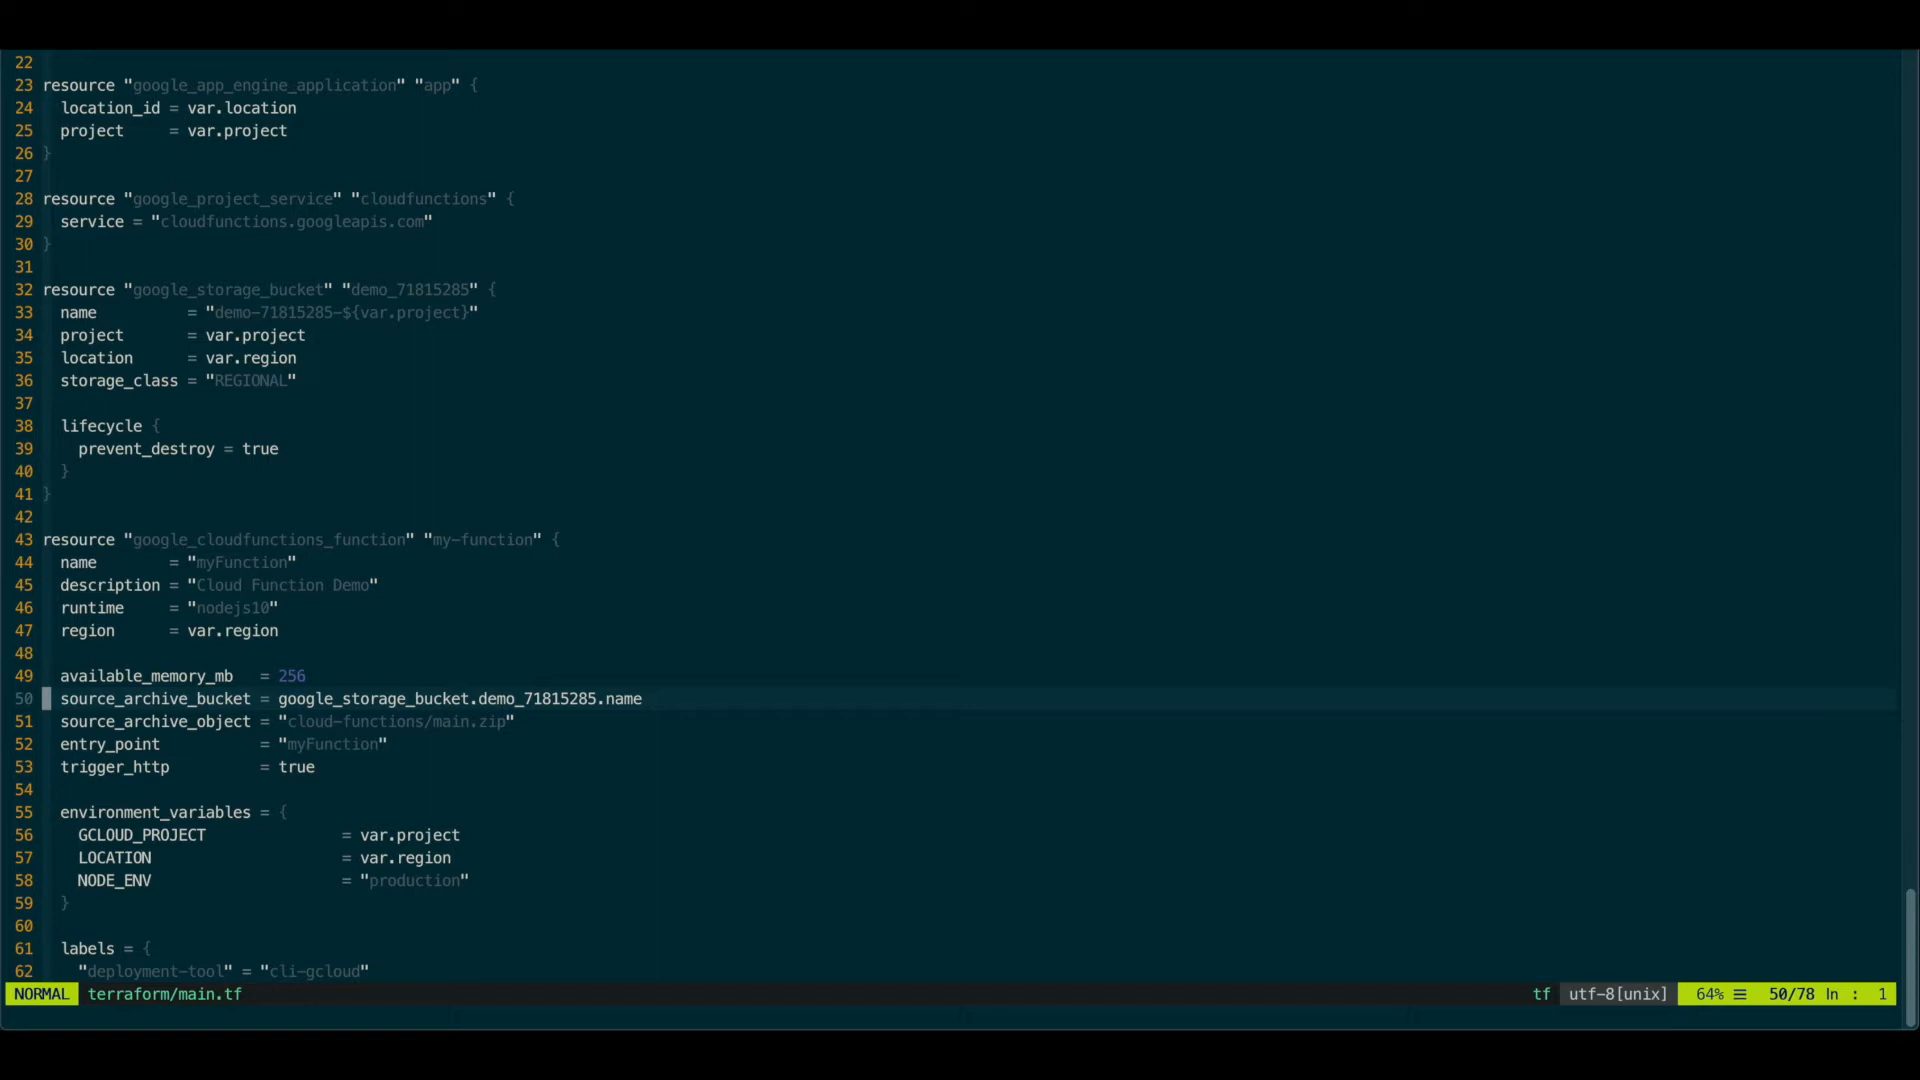 22
23 resource "google_app_engine_application" "app" {
24   location_id = var.location
25   project     = var.project
26 }
27
28 resource "google_project_service" "cloudfunctions" {
29   service = "cloudfunctions.googleapis.com"
30 }
31
32 resource "google_storage_bucket" "demo_71815285" {
33   name          = "demo-71815285-${var.project}"
34   project       = var.project
35   location      = var.region
36   storage_class = "REGIONAL"
37
38   lifecycle {
39     prevent_destroy = true
40   }
41 }
42
43 resource "google_cloudfunctions_function" "my-function" {
44   name        = "myFunction"
45   description = "Cloud Function Demo"
46   runtime     = "nodejs10"
47   region      = var.region
48
49   available_memory_mb   = 256
50   source_archive_bucket = google_storage_bucket.demo_71815285.name
51   source_archive_object = "cloud-functions/main.zip"
52   entry_point           = "myFunction"
53   trigger_http          = true
54
55   environment_variables = {
56     GCLOUD_PROJECT               = var.project
57     LOCATION                     = var.region
58     NODE_ENV                     = "production"
59   }
60
61   labels = {
62     "deployment-tool" = "cli-gcloud"
NORMAL terraform/main.tf tf utf-8[unix] 64% ☰ 50/78 ln : 1